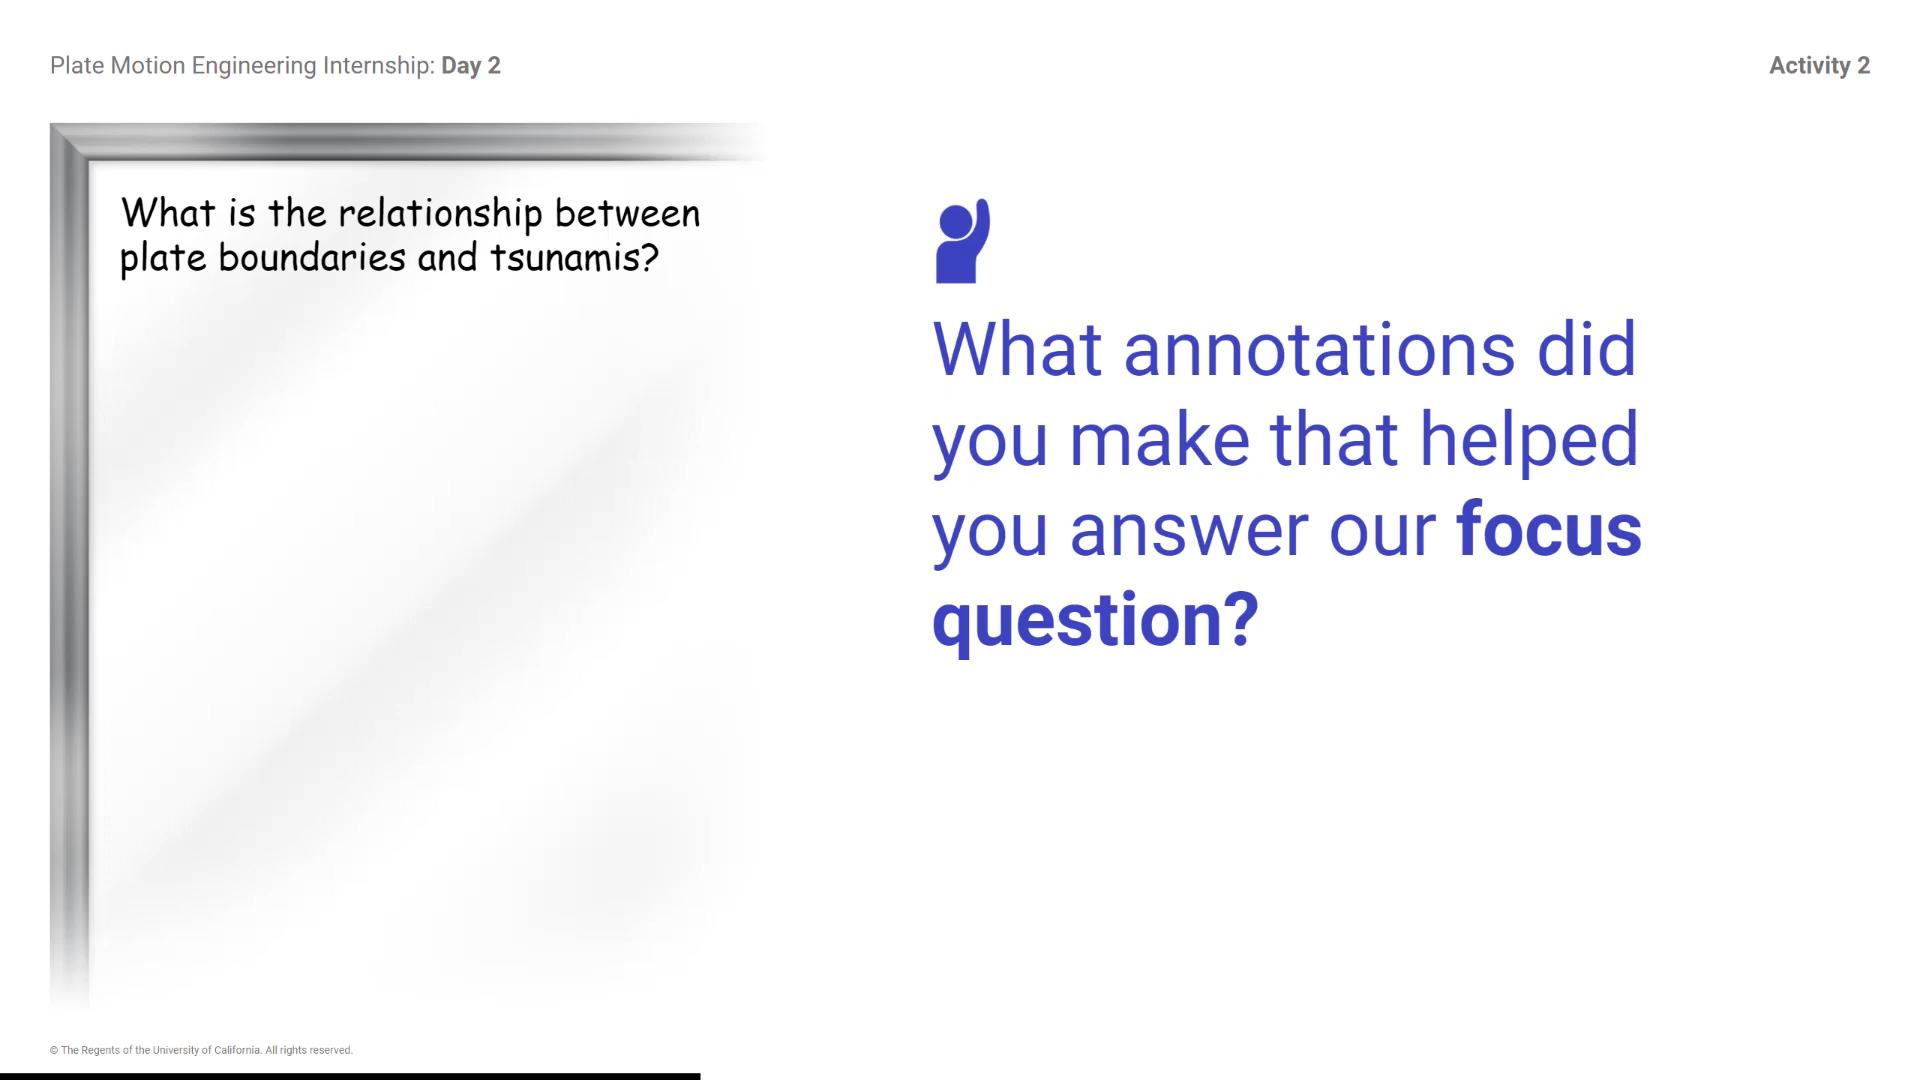 Plate Motion Engineering Internship: Day 2
Activity 2
What is the relationship between
plate boundaries and tsunamis?
What annotations did
you make that helped
you answer our focus
question?
© The Regents of the University of California. All rights reserved.